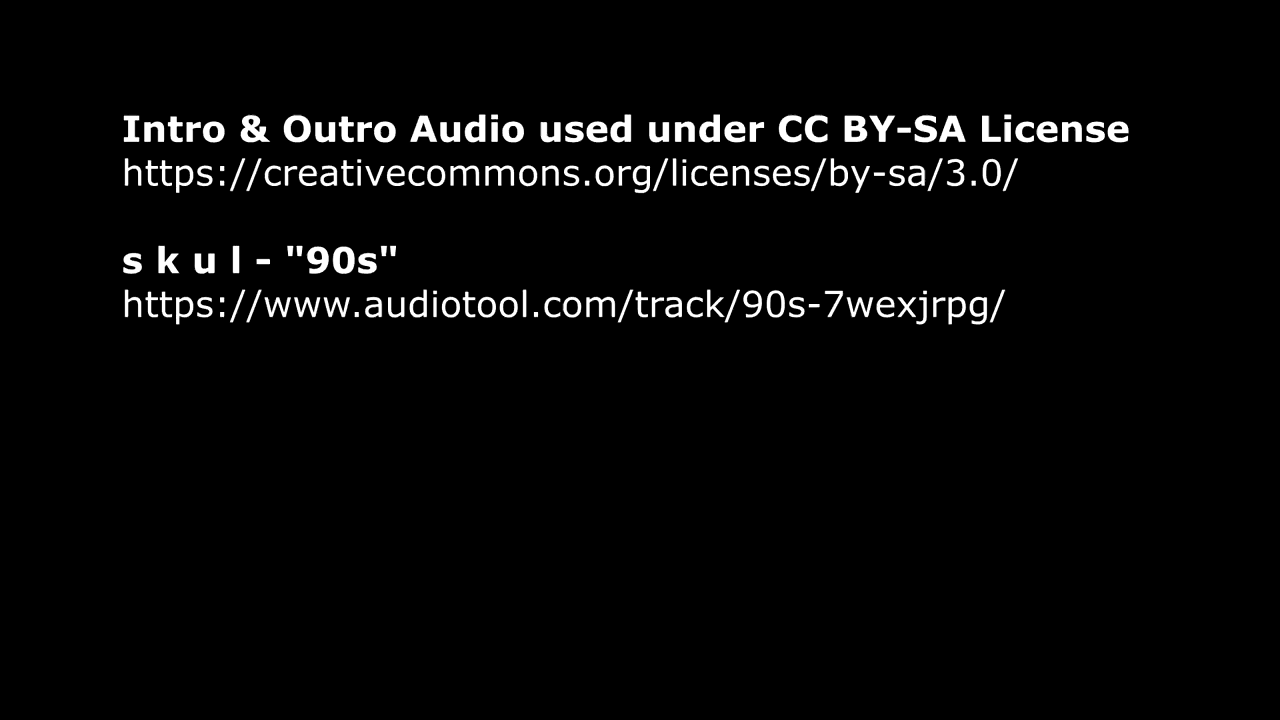 Intro & Outro Audio used under CC BY-SA License
https://creativecommons.org/licenses/by-sa/3.0/
s k u l - "90s"
https://www.audiotool.com/track/90s-7wexjrpg/